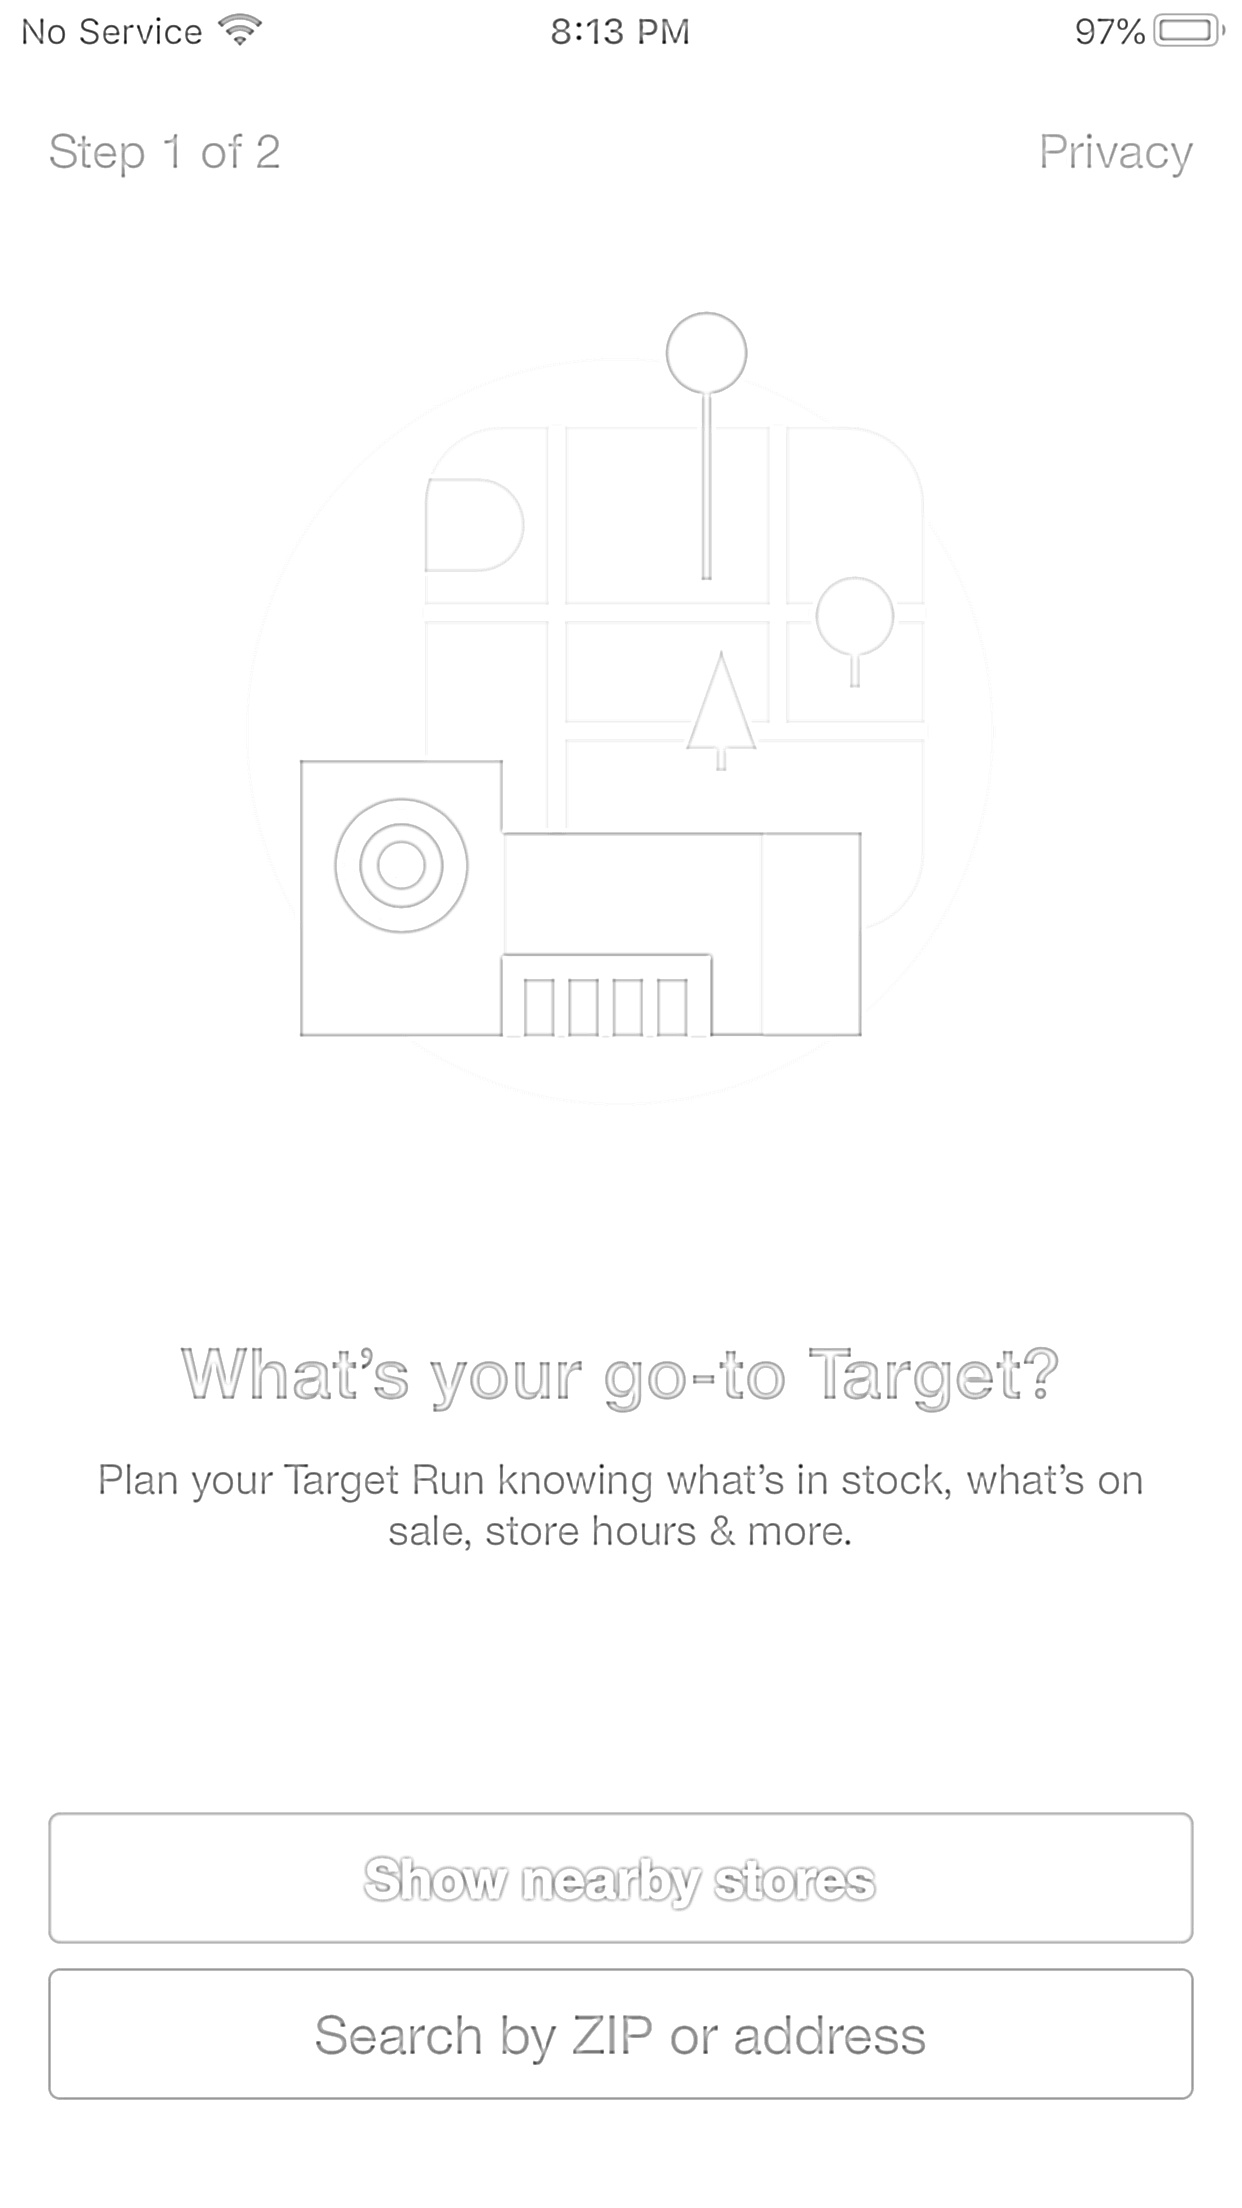 No Service 8:13 PM 97%
Step 1 of 2 Privacy
What's your go-to Target?
Plan your Target Run knowing what's in stock, what's on
sale, store hours & more.
Show nearby stores
Search by ZIP or address